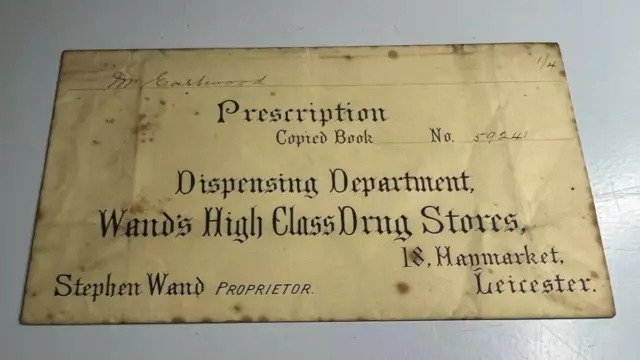 1/4
Mr Eastwood
Prescription
Copied Book No. 59241
Dispensing Department,
Wand's High Class Drug Stores,
18, Haymarket,
Stephen Wand PROPRIETOR. Leicester.